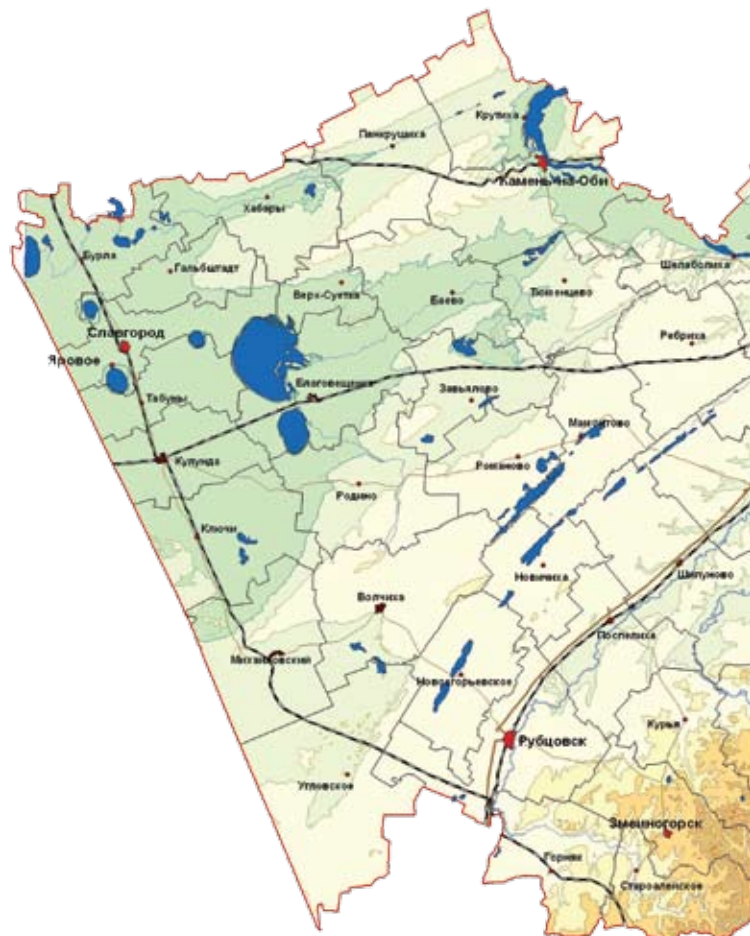 Крутиха
Панкрушиха
Камень-на-Оби
Хабары
Бурла
Гальбштадт
Шелаболиха
Верх-Суетка
Баево
Тюменцево
Славгород
Ребриха
Яровое
Табуны
Благовещенка
Завьялово
Мамонтово
Кулунда
Романово
Родино
Ключи
Новичиха
Шипуново
Волчиха
Поспелиха
Михайловский
Новоегорьевское
Курья
Рубцовск
Угловское
Змеиногорск
Горняк
Староалейское